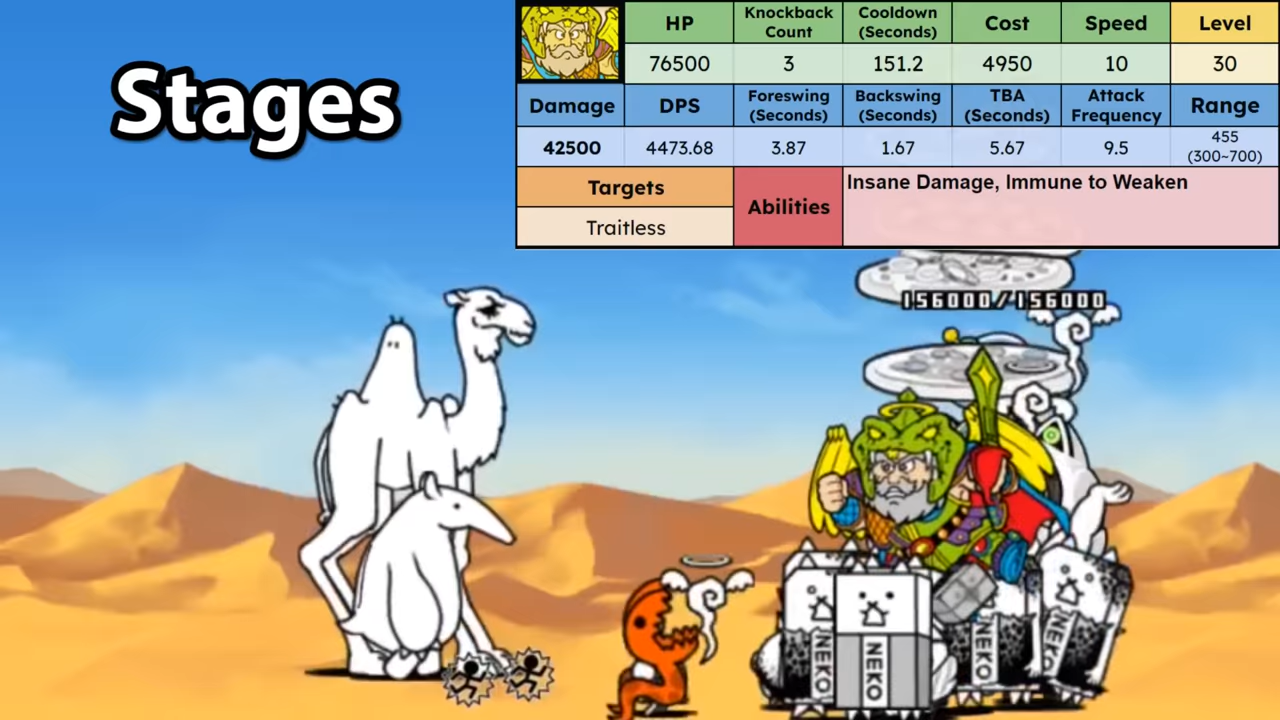 Stages
HP
Knockback
Count
Cooldown
(Seconds)
Cost
Speed
Level
76500
3
151.2
4950
10
30
Damage
DPS
Foreswing
(Seconds)
Backswing
(Seconds)
TBA
(Seconds)
Attack
Frequency
Range
42500
4473.68
3.87
1.67
5.67
9.5
455
(300~700)
Targets
Abilities
Insane Damage, Immune to Weaken
Traitless
156000/156000
NEKO
NEKO
NEKO
NEKO